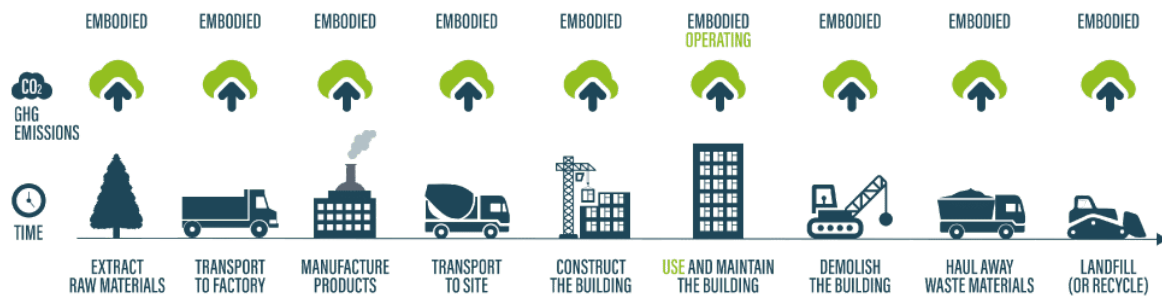 EMBODIED EMBODIED EMBODIED EMBODIED EMBODIED EMBODIED EMBODIED EMBODIED EMBODIED
OPERATING
CO2
GHG
EMISSIONS
TIME
EXTRACT
RAW MATERIALS
TRANSPORT
TO FACTORY
MANUFACTURE
PRODUCTS
TRANSPORT
TO SITE
CONSTRUCT
THE BUILDING
USE AND MAINTAIN
THE BUILDING
DEMOLISH
THE BUILDING
HAUL AWAY
WASTE MATERIALS
LANDFILL
(OR RECYCLE)